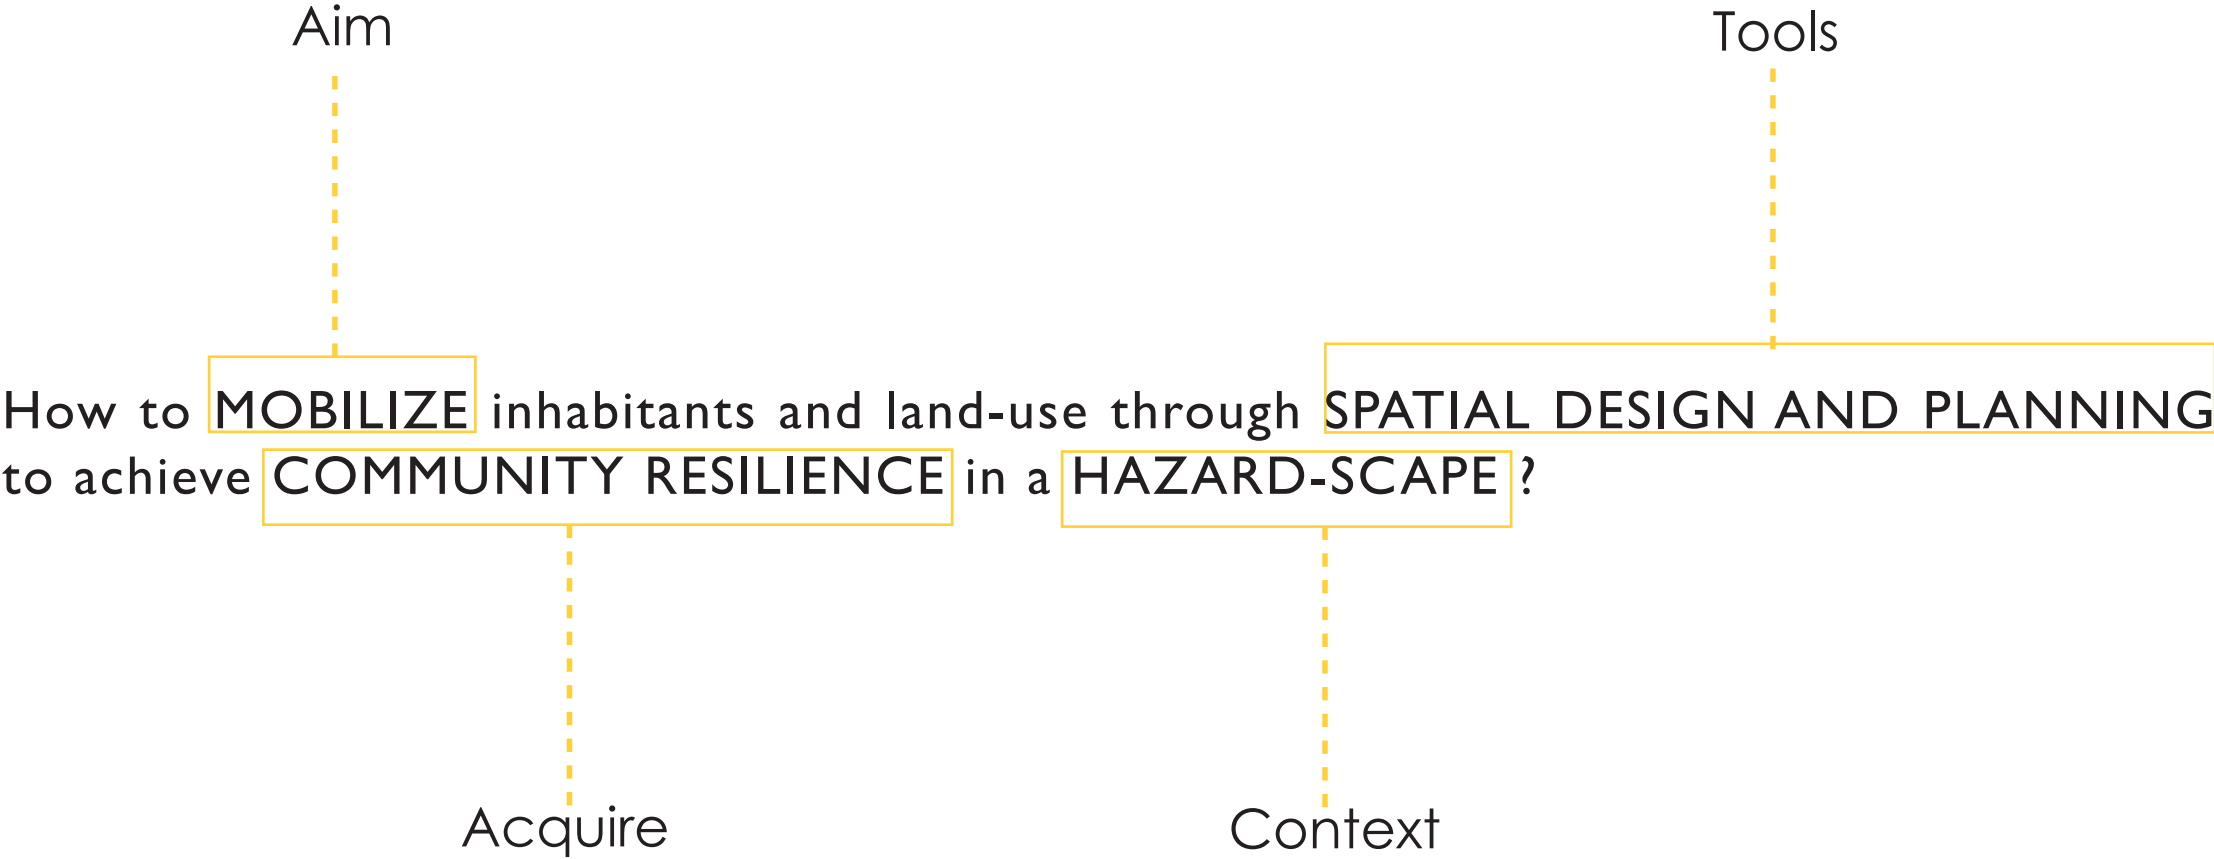 Aim
Tools
How to MOBILIZE inhabitants and land-use through SPATIAL DESIGN AND PLANNING
to achieve COMMUNITY RESILIENCE in a HAZARD-SCAPE ?
Acquire
Context